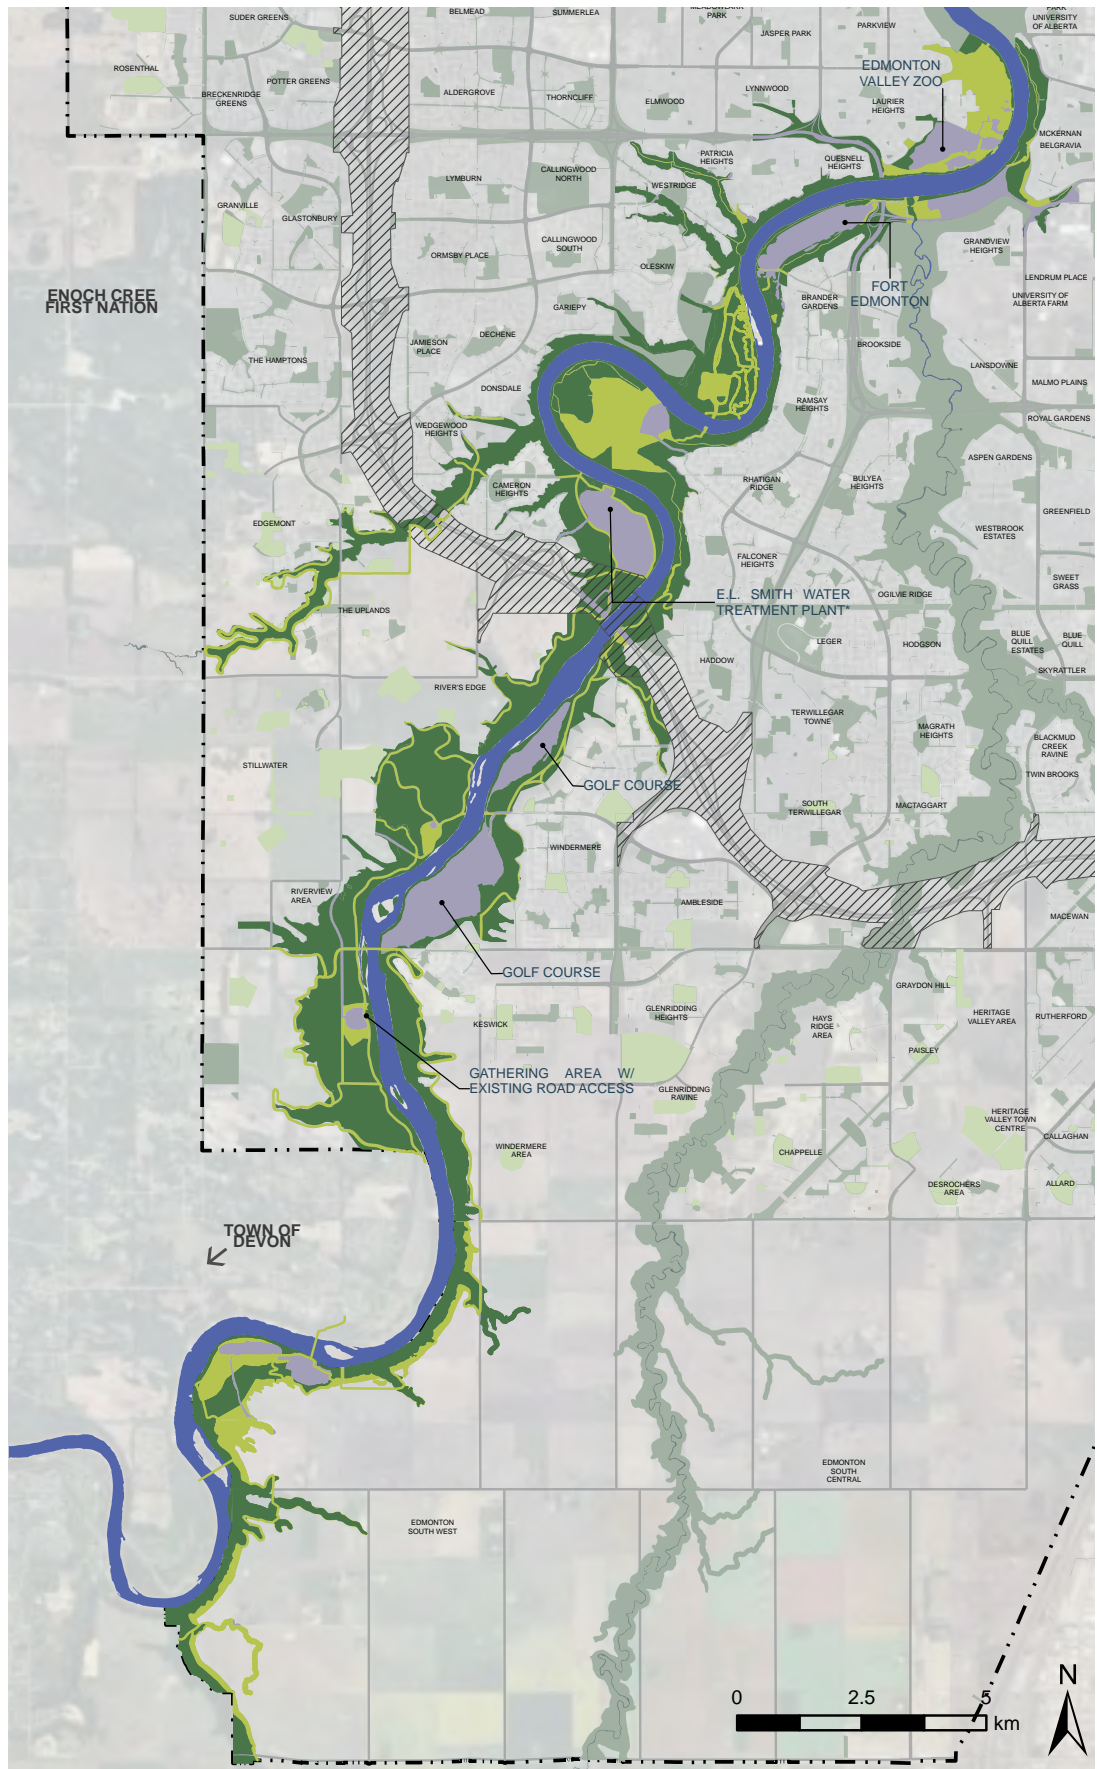 BELMEAD
SUMMERLEA
MEADOWLARK
PARK
PARK
UNIVERSITY
OF ALBERTA
SUDER GREENS
JASPER PARK
PARKVIEW
ROSENTHAL
POTTER GREENS
BRECKENRIDGE
GREENS
ALDERGROVE
THORNCLIFF
ELMWOOD
LYNNWOOD
EDMONTON
VALLEY ZOO
LAURIER
HEIGHTS
MCKERNAN
BELGRAVIA
PATRICIA
HEIGHTS
QUESNELL
HEIGHTS
LYMBURN
CALLINGWOOD
NORTH
WESTRIDGE
GRANVILLE
GLASTONBURY
ORMSBY PLACE
CALLINGWOOD
SOUTH
OLESKIW
GRANDVIEW
HEIGHTS
LENDRUM PLACE
UNIVERSITY OF
ALBERTA FARM
ENOCH CREE
FIRST NATION
FORT
EDMONTON
BRANDER
GARDENS
GARIEPY
DECHENE
JAMIESON
PLACE
BROOKSIDE
THE HAMPTONS
LANSDOWNE
MALMO PLAINS
DONSDALE
RAMSAY
HEIGHTS
ROYAL GARDENS
WEDGEWOOD
HEIGHTS
ASPEN GARDENS
CAMERON
HEIGHTS
RHATIGAN
RIDGE
BULYEA
HEIGHTS
GREENFIELD
EDGEMONT
WESTBROOK
ESTATES
FALCONER
HEIGHTS
SWEET
GRASS
E.L. SMITH WATER
TREATMENT PLANT*
OGILVIE RIDGE
THE UPLANDS
LEGER
HODGSON
BLUE
QUILL
ESTATES
BLUE
QUILL
HADDOW
SKYRATTLER
RIVER'S EDGE
TERWILLEGAR
TOWNE
MAGRATH
HEIGHTS
BLACKMUD
CREEK
RAVINE
STILLWATER
TWIN BROOKS
GOLF COURSE
SOUTH
TERWILLEGAR
MACTAGGART
WINDERMERE
RIVERVIEW
AREA
AMBLESIDE
MACEWAN
GOLF COURSE
GRAYDON HILL
KESWICK
GLENRIDDING
HEIGHTS
HAYS
RIDGE
AREA
HERITAGE
VALLEY AREA
RUTHERFORD
PAISLEY
GATHERING AREA W/
EXISTING ROAD ACCESS
GLENRIDDING
RAVINE
HERITAGE
VALLEY TOWN
CENTRE
CALLAGHAN
WINDERMERE
AREA
CHAPPELLE
DESROCHERS
AREA
ALLARD
TOWN OF
DEVON
EDMONTON
SOUTH
CENTRAL
EDMONTON
SOUTH WEST
N
0 2.5 5
km